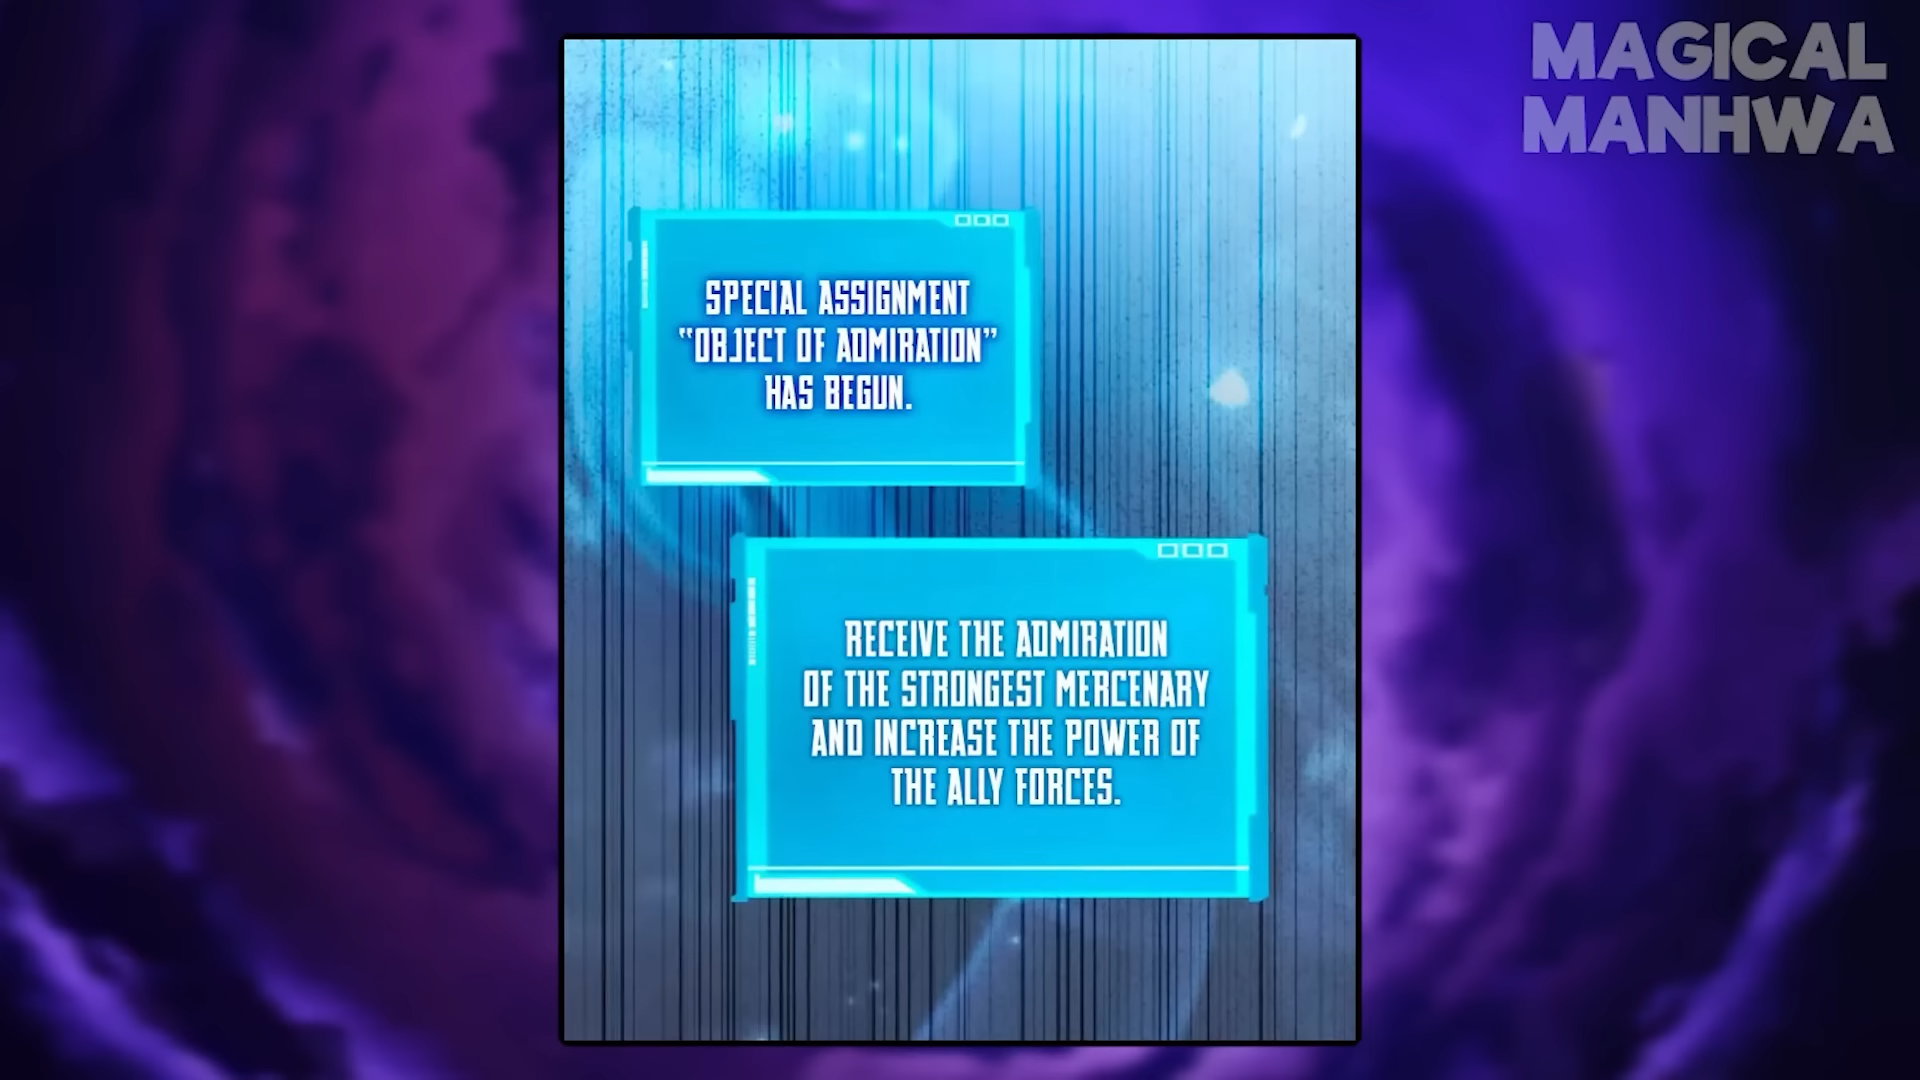 MAGICAL
MANHWA
SPECIAL ASSIGNMENT
“OBJECT OF ADMIRATION”
HAS BEGUN.
RECEIVE THE ADMIRATION
OF THE STRONGEST MERCENARY
AND INCREASE THE POWER OF
THE ALLY FORCES.